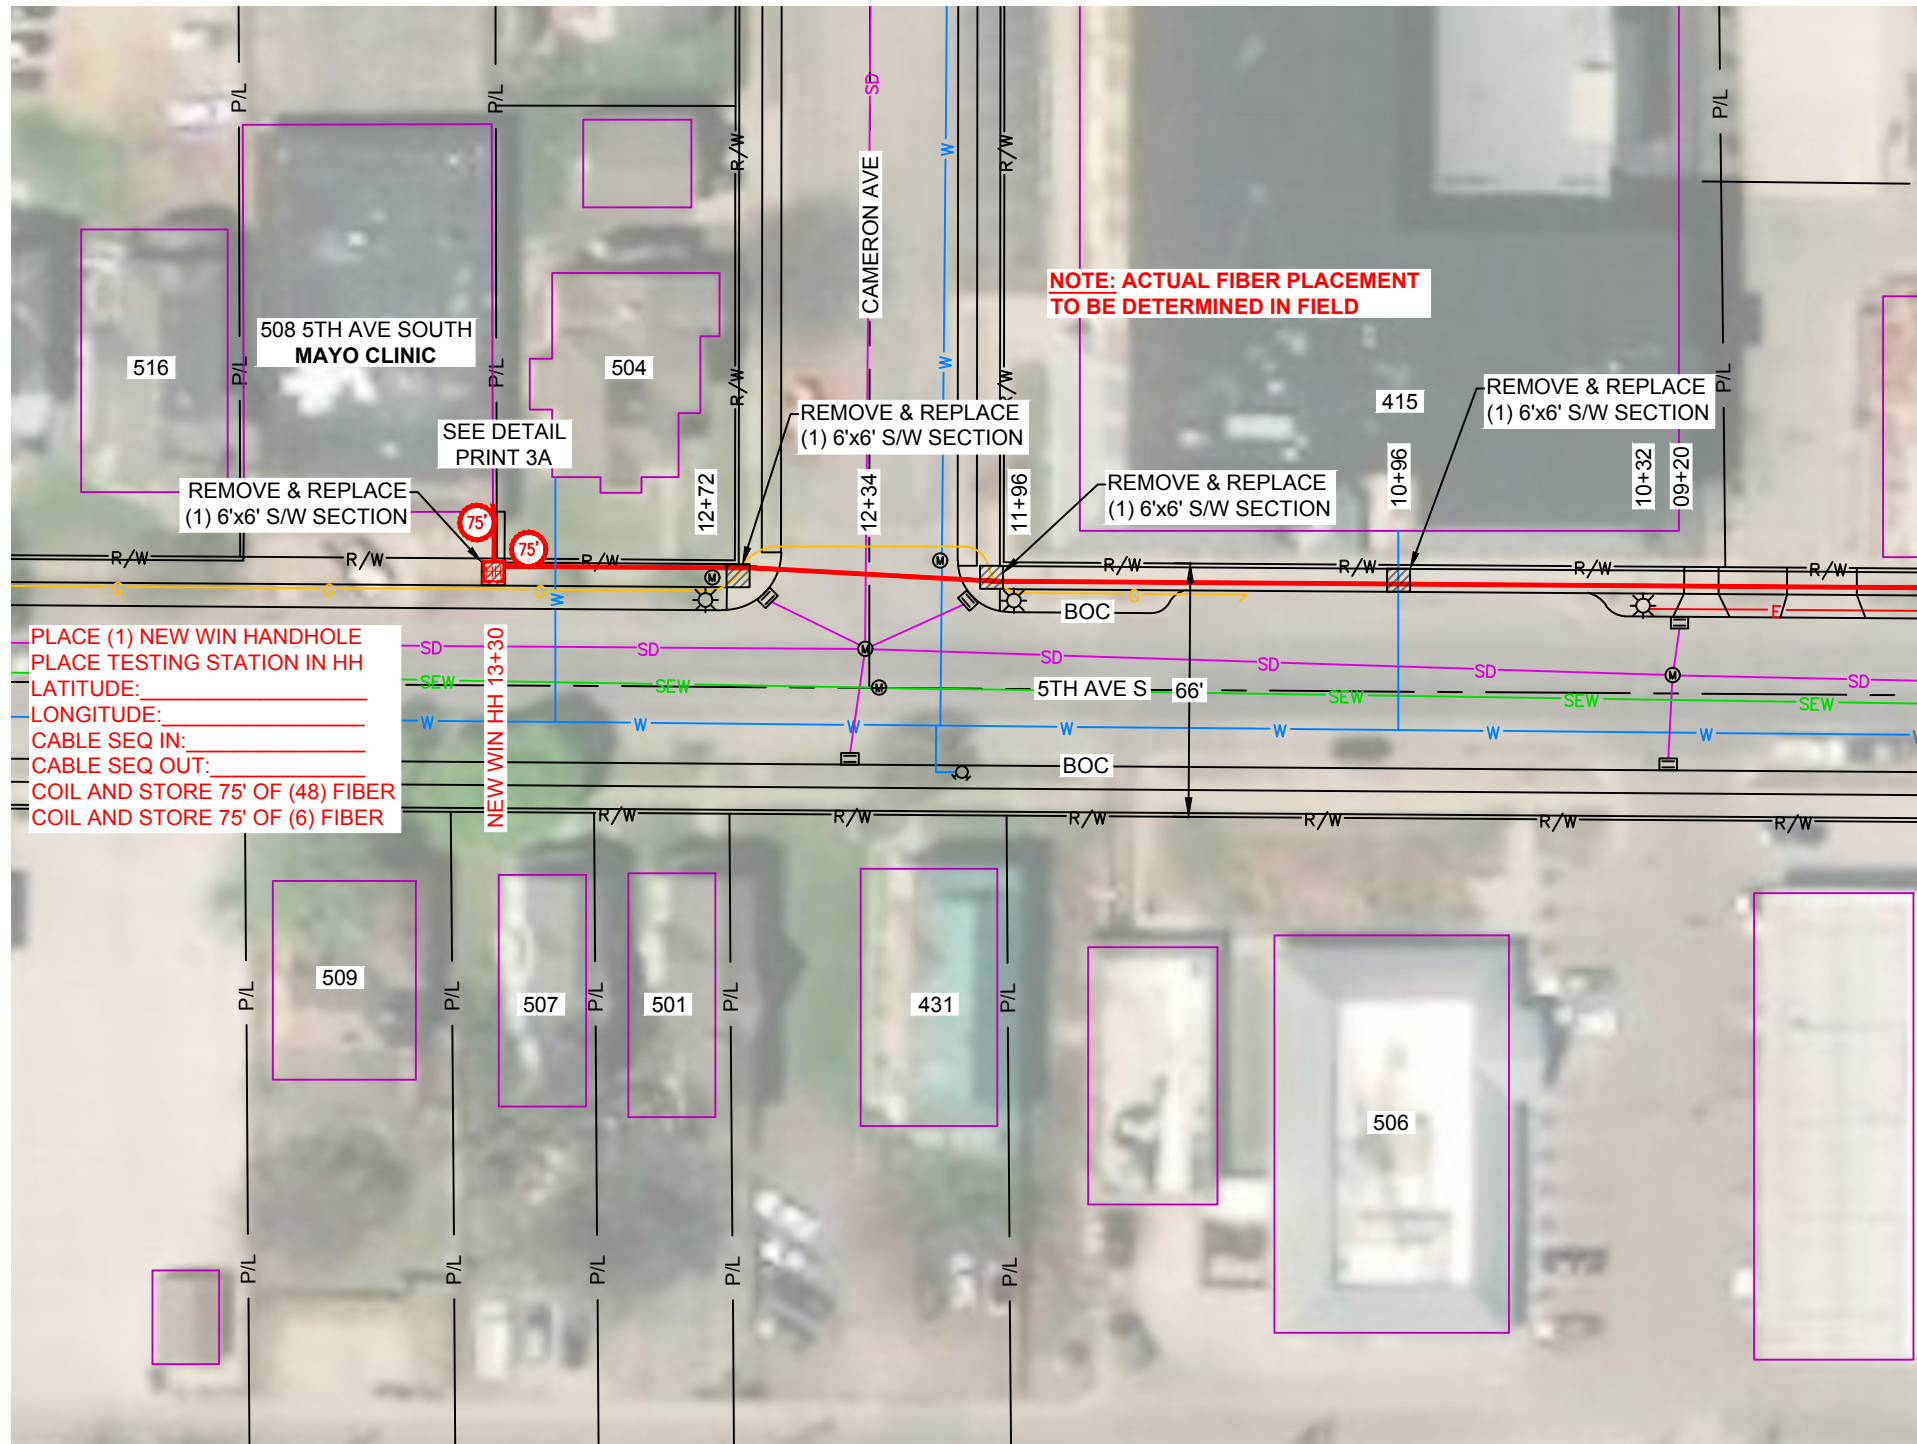 P/L
P/L
SD
R/W
W
R/W
P/L
CAMERON AVE
NOTE: ACTUAL FIBER PLACEMENT
TO BE DETERMINED IN FIELD
508 5TH AVE SOUTH
MAYO CLINIC
516
P/L
P/L
504
R/W
W
R/W
415
P/L
REMOVE & REPLACE
(1) 6'x6' S/W SECTION
REMOVE & REPLACE
(1) 6'x6' S/W SECTION
SEE DETAIL
PRINT 3A
REMOVE & REPLACE
(1) 6'x6' S/W SECTION
REMOVE & REPLACE
(1) 6'x6' S/W SECTION
12+72
12+34
11+96
10+96
10+32
09+20
75'
75'
HH
R/W
R/W
R/W
R/W
R/W
R/W
R/W
M
M
G
G
G
W
G
BOC
E
PLACE (1) NEW WIN HANDHOLE
PLACE TESTING STATION IN HH
LATITUDE:___________________
LONGITUDE:_________________
CABLE SEQ IN:_______________
CABLE SEQ OUT:_____________
COIL AND STORE 75' OF (48) FIBER
COIL AND STORE 75' OF (6) FIBER
NEW WIN HH 13+30
SD
SD
M
SD
SD
SD
M
SD
SEW
SEW
M
5TH AVE S
66'
SEW
SEW
SEW
W
W
W
W
W
W
W
W
BOC
R/W
R/W
R/W
R/W
R/W
R/W
509
507
501
431
P/L
P/L
P/L
P/L
P/L
506
P/L
P/L
P/L
P/L
P/L